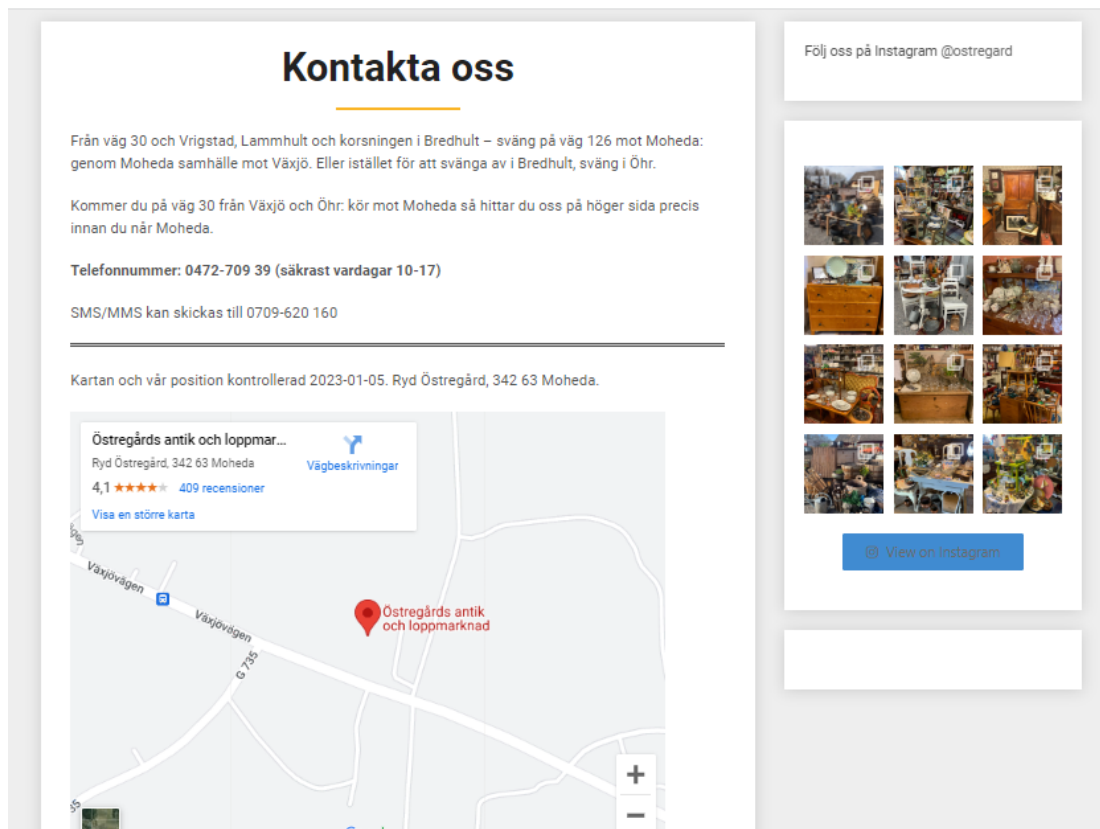 Kontakta oss
Från väg 30 och Vrigstad, Lammhult och korsningen i Bredhult – sväng på väg 126 mot Moheda:
genom Moheda samhälle mot Växjö. Eller istället för att svänga av i Bredhult, sväng i Öhr.
Kommer du på väg 30 från Växjö och Öhr: kör mot Moheda så hittar du oss på höger sida precis
innan du når Moheda.
Telefonnummer: 0472-709 39 (säkrast vardagar 10-17)
SMS/MMS kan skickas till 0709-620 160
Kartan och vår position kontrollerad 2023-01-05. Ryd Östregård, 342 63 Moheda.
Östregårds antik och loppmar...
Ryd Östregård, 342 63 Moheda
Vägbeskrivningar
4,1
409 recensioner
Visa en större karta
Växjövägen
Växjövägen
G 735
Östregårds antik
och loppmarknad
+
−
Följ oss på Instagram @ostregard
View on Instagram